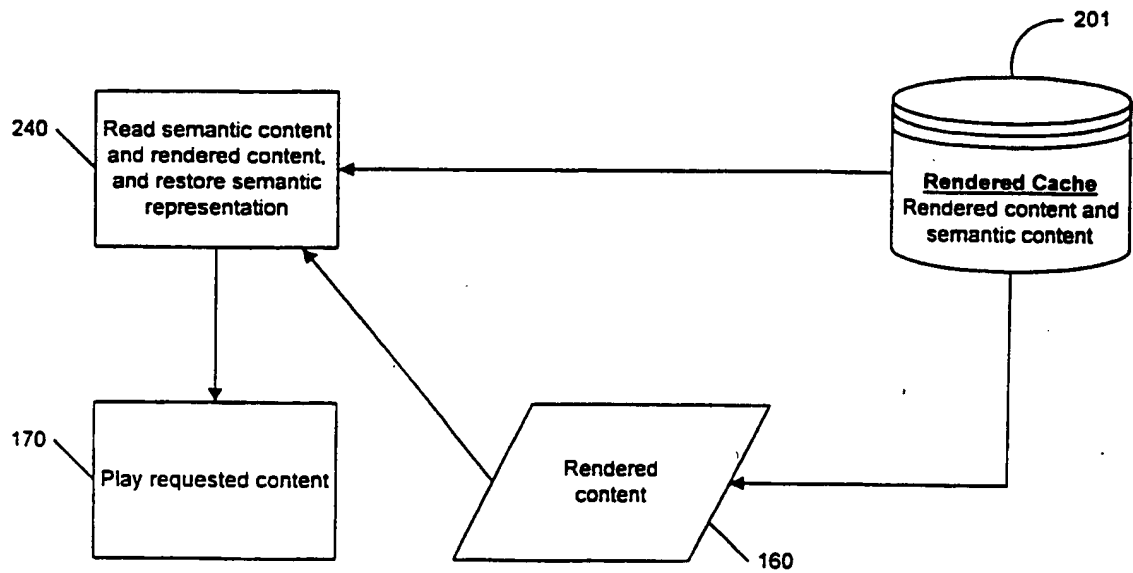 201
240
Read semantic content
and rendered content,
and restore semantic
representation
Rendered Cache
Rendered content and
semantic content
170
Play requested content
Rendered
content
160